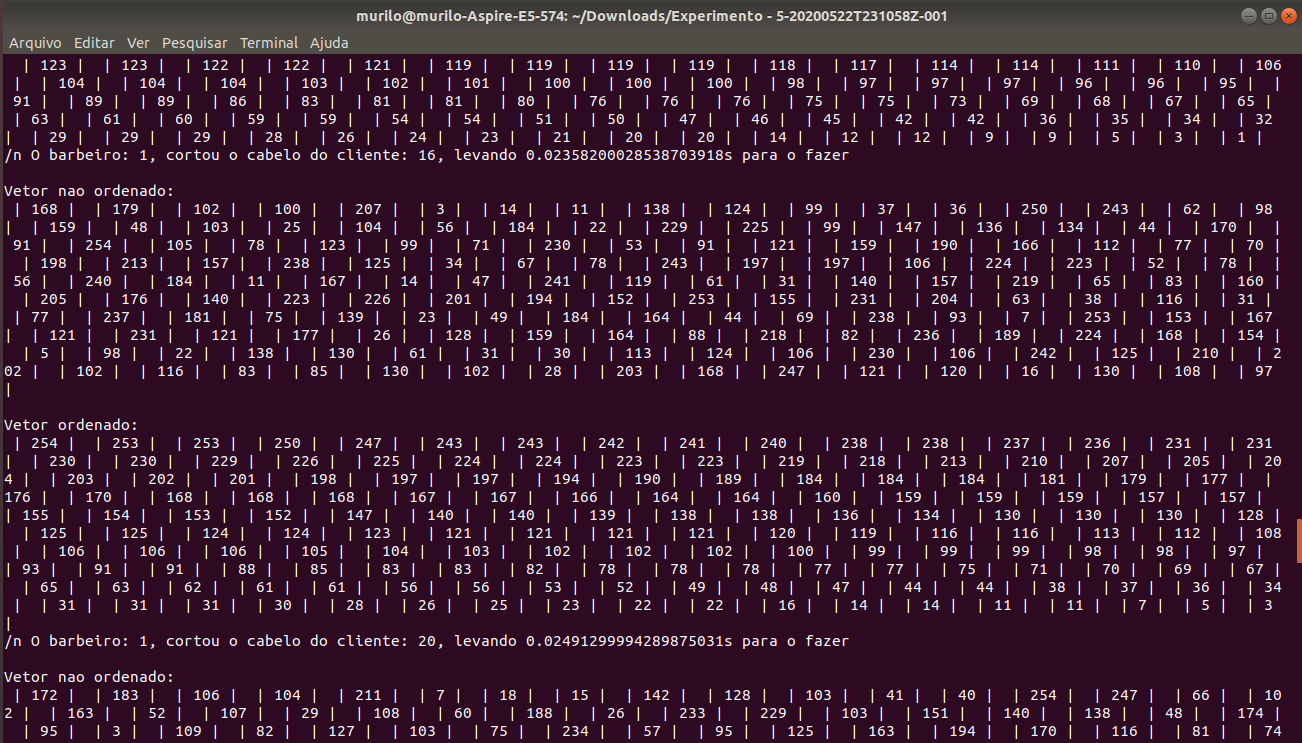 murilo@murilo-Aspire-E5-574: ~/Downloads/Experimento - 5-20200522T231058Z-001
Arquivo Editar Ver Pesquisar Terminal Ajuda
| 123 | | 123 | | 122 | | 122 | | 121 | | 119 | | 119 | | 119 | | 119 | | 118 | | 117 | | 114 | | 114 | | 111 | | 110 | | 106
| | 104 | | 104 | | 104 | | 103 | | 102 | | 101 | | 100 | | 100 | | 100 | | 98 | | 97 | | 97 | | 97 | | 96 | | 96 | | 95 | |
91 | | 89 | | 89 | | 86 | | 83 | | 81 | | 81 | | 80 | | 76 | | 76 | | 76 | | 75 | | 75 | | 73 | | 69 | | 68 | | 67 | | 65 |
| 63 | | 61 | | 60 | | 59 | | 59 | | 54 | | 54 | | 51 | | 50 | | 47 | | 46 | | 45 | | 42 | | 42 | | 36 | | 35 | | 34 | | 32
| | 29 | | 29 | | 29 | | 28 | | 26 | | 24 | | 23 | | 21 | | 20 | | 20 | | 14 | | 12 | | 12 | | 9 | | 9 | | 5 | | 3 | | 1 |
/n O barbeiro: 1, cortou o cabelo do cliente: 16, levando 0.02358200028538703918s para o fazer
Vetor nao ordenado:
| 168 | | 179 | | 102 | | 100 | | 207 | | 3 | | 14 | | 11 | | 138 | | 124 | | 99 | | 37 | | 36 | | 250 | | 243 | | 62 | | 98
| | 159 | | 48 | | 103 | | 25 | | 104 | | 56 | | 184 | | 22 | | 229 | | 225 | | 99 | | 147 | | 136 | | 134 | | 44 | | 170 | |
91 | | 254 | | 105 | | 78 | | 123 | | 99 | | 71 | | 230 | | 53 | | 91 | | 121 | | 159 | | 190 | | 166 | | 112 | | 77 | | 70 |
| 198 | | 213 | | 157 | | 238 | | 125 | | 34 | | 67 | | 78 | | 243 | | 197 | | 197 | | 106 | | 224 | | 223 | | 52 | | 78 | |
56 | | 240 | | 184 | | 11 | | 167 | | 14 | | 47 | | 241 | | 119 | | 61 | | 31 | | 140 | | 157 | | 219 | | 65 | | 83 | | 160
| | 205 | | 176 | | 140 | | 223 | | 226 | | 201 | | 194 | | 152 | | 253 | | 155 | | 231 | | 204 | | 63 | | 38 | | 116 | | 31 |
| 77 | | 237 | | 181 | | 75 | | 139 | | 23 | | 49 | | 184 | | 164 | | 44 | | 69 | | 238 | | 93 | | 7 | | 253 | | 153 | | 167
| | 121 | | 231 | | 121 | | 177 | | 26 | | 128 | | 159 | | 164 | | 88 | | 218 | | 82 | | 236 | | 189 | | 224 | | 168 | | 154 |
| 5 | | 98 | | 22 | | 138 | | 130 | | 61 | | 31 | | 30 | | 113 | | 124 | | 106 | | 230 | | 106 | | 242 | | 125 | | 210 | | 2
02 | | 102 | | 116 | | 83 | | 85 | | 130 | | 102 | | 28 | | 203 | | 168 | | 247 | | 121 | | 120 | | 16 | | 130 | | 108 | | 97
|
Vetor ordenado:
| 254 | | 253 | | 253 | | 250 | | 247 | | 243 | | 243 | | 242 | | 241 | | 240 | | 238 | | 238 | | 237 | | 236 | | 231 | | 231
| | 230 | | 230 | | 229 | | 226 | | 225 | | 224 | | 224 | | 223 | | 223 | | 219 | | 218 | | 213 | | 210 | | 207 | | 205 | | 20
4 | | 203 | | 202 | | 201 | | 198 | | 197 | | 197 | | 194 | | 190 | | 189 | | 184 | | 184 | | 184 | | 181 | | 179 | | 177 | |
176 | | 170 | | 168 | | 168 | | 168 | | 167 | | 167 | | 166 | | 164 | | 164 | | 160 | | 159 | | 159 | | 159 | | 157 | | 157 |
| 155 | | 154 | | 153 | | 152 | | 147 | | 140 | | 140 | | 139 | | 138 | | 138 | | 136 | | 134 | | 130 | | 130 | | 130 | | 128
| | 125 | | 125 | | 124 | | 124 | | 123 | | 121 | | 121 | | 121 | | 121 | | 120 | | 119 | | 116 | | 116 | | 113 | | 112 | | 108
| | 106 | | 106 | | 106 | | 105 | | 104 | | 103 | | 102 | | 102 | | 102 | | 100 | | 99 | | 99 | | 99 | | 98 | | 98 | | 97 |
| 93 | | 91 | | 91 | | 88 | | 85 | | 83 | | 83 | | 82 | | 78 | | 78 | | 78 | | 77 | | 77 | | 75 | | 71 | | 70 | | 69 | | 67 |
| 65 | | 63 | | 62 | | 61 | | 61 | | 56 | | 56 | | 53 | | 52 | | 49 | | 48 | | 47 | | 44 | | 44 | | 38 | | 37 | | 36 | | 34
| | 31 | | 31 | | 31 | | 30 | | 28 | | 26 | | 25 | | 23 | | 22 | | 22 | | 16 | | 14 | | 14 | | 11 | | 11 | | 7 | | 5 | | 3
|
/n O barbeiro: 1, cortou o cabelo do cliente: 20, levando 0.02491299994289875031s para o fazer
Vetor nao ordenado:
| 172 | | 183 | | 106 | | 104 | | 211 | | 7 | | 18 | | 15 | | 142 | | 128 | | 103 | | 41 | | 40 | | 254 | | 247 | | 66 | | 10
2 | | 163 | | 52 | | 107 | | 29 | | 108 | | 60 | | 188 | | 26 | | 233 | | 229 | | 103 | | 151 | | 140 | | 138 | | 48 | | 174 |
| 95 | | 3 | | 109 | | 82 | | 127 | | 103 | | 75 | | 234 | | 57 | | 95 | | 125 | | 163 | | 194 | | 170 | | 116 | | 81 | | 74